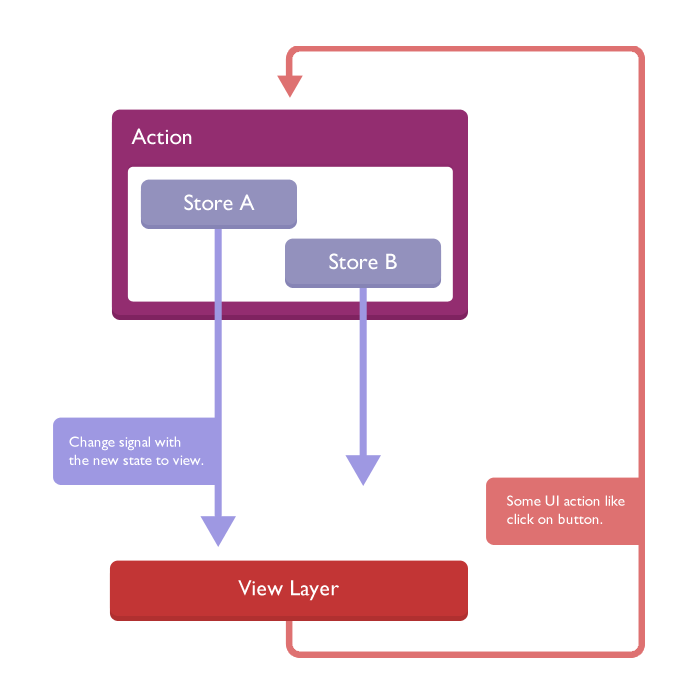 Action
Store A
Store B
Change signal with
the new state to view.
Some UI action like
click on button.
View Layer